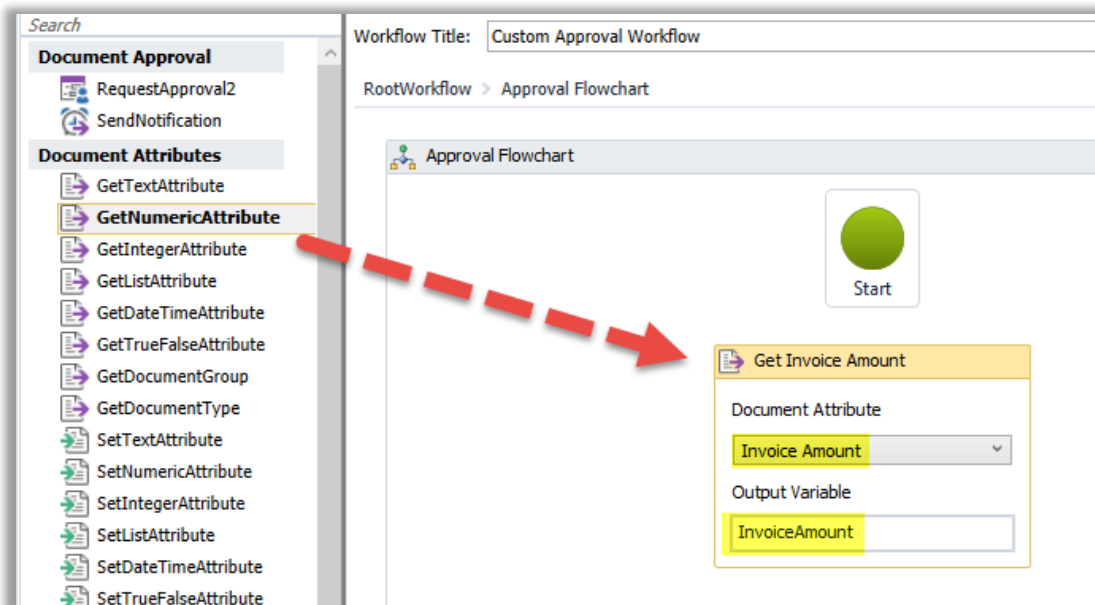 Search
Document Approval
RequestApproval2
SendNotification
Document Attributes
GetTextAttribute
GetNumericAttribute
GetIntegerAttribute
GetListAttribute
GetDateTimeAttribute
GetTrueFalseAttribute
GetDocumentGroup
GetDocumentType
SetTextAttribute
SetNumericAttribute
SetIntegerAttribute
SetListAttribute
SetDateTimeAttribute
SetTrueFalseAttribute
Workflow Title: Custom Approval Workflow
RootWorkflow > Approval Flowchart
Approval Flowchart
Start
Get Invoice Amount
Document Attribute
Invoice Amount
Output Variable
InvoiceAmount